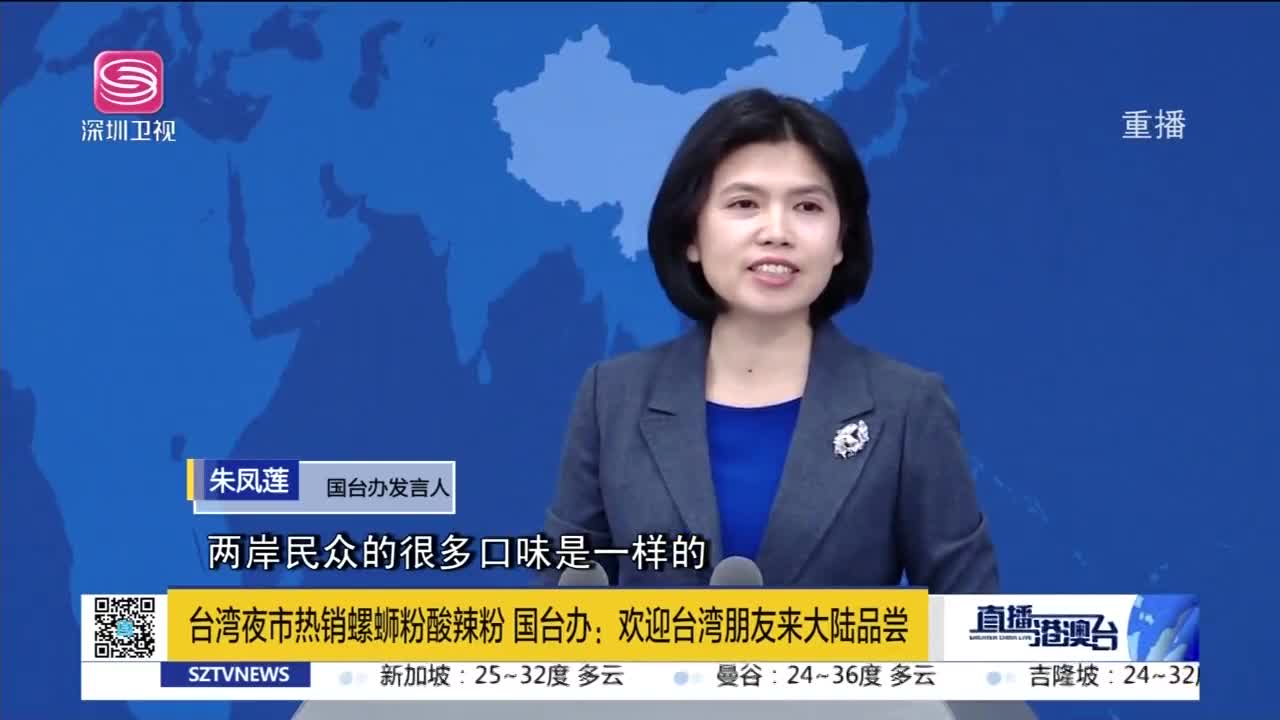 深圳卫视
重播
朱凤莲
国台办发言人
两岸民众的很多口味是一样的
台湾夜市热销螺蛳粉酸辣粉 国台办：欢迎台湾朋友来大陆品尝
直播港澳台
SZTVNEWS
新加坡：25~32度 多云
曼谷：24~36度 多云
吉隆坡：24~32